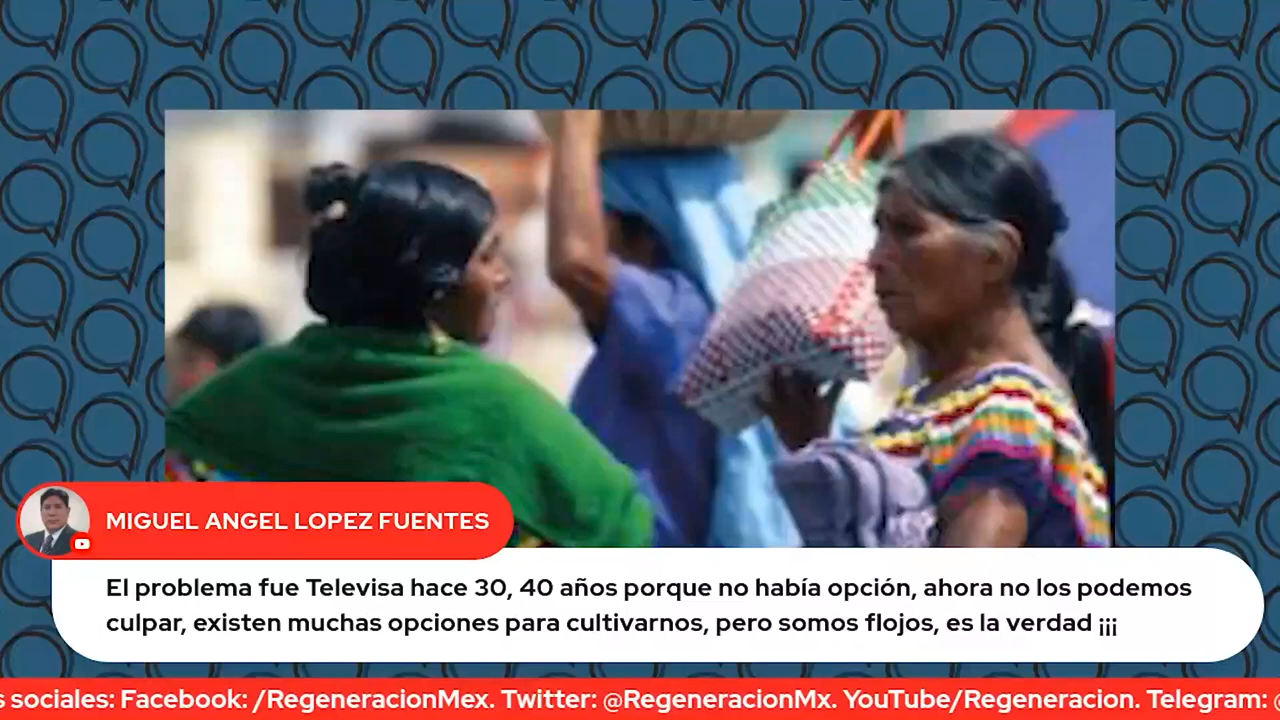 MIGUEL ANGEL LOPEZ FUENTES
El problema fue Televisa hace 30, 40 años porque no había opción, ahora no los podemos
culpar, existen muchas opciones para cultivarnos, pero somos flojos, es la verdad ¡¡¡
s sociales: Facebook: /RegeneracionMex. Twitter: @RegeneracionMx. YouTube/Regeneracion. Telegram: @